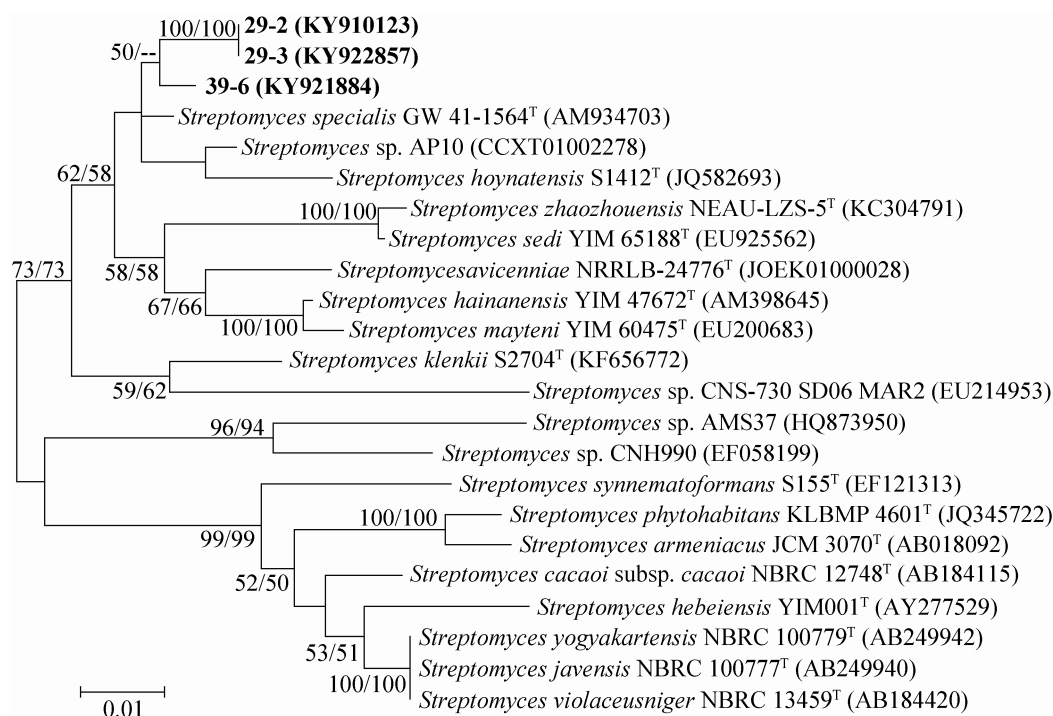 100/100 29-2 (KY910123)
50/-- 29-3 (KY922857)
39-6 (KY921884)
Streptomyces specialis GW 41-1564ᵀ (AM934703)
Streptomyces sp. AP10 (CCXT01002278)
62/58 Streptomyces hoynatensis S1412ᵀ (JQ582693)
100/100 Streptomyces zhaozhouensis NEAU-LZS-5ᵀ (KC304791)
Streptomyces sedi YIM 65188ᵀ (EU925562)
73/73 58/58 Streptomycesavicenniae NRRLB-24776ᵀ (JOEK01000028)
67/66 Streptomyces hainanensis YIM 47672ᵀ (AM398645)
100/100 Streptomyces mayteni YIM 60475ᵀ (EU200683)
Streptomyces klenkii S2704ᵀ (KF656772)
59/62 Streptomyces sp. CNS-730 SD06 MAR2 (EU214953)
96/94 Streptomyces sp. AMS37 (HQ873950)
Streptomyces sp. CNH990 (EF058199)
Streptomyces synnematoformans S155ᵀ (EF121313)
100/100 Streptomyces phytohabitans KLBMP 4601ᵀ (JQ345722)
99/99 Streptomyces armeniacus JCM 3070ᵀ (AB018092)
52/50 Streptomyces cacaoi subsp. cacaoi NBRC 12748ᵀ (AB184115)
Streptomyces hebeiensis YIM001ᵀ (AY277529)
53/51 Streptomyces yogyakartensis NBRC 100779ᵀ (AB249942)
100/100 Streptomyces javensis NBRC 100777ᵀ (AB249940)
Streptomyces violaceusniger NBRC 13459ᵀ (AB184420)
0.01